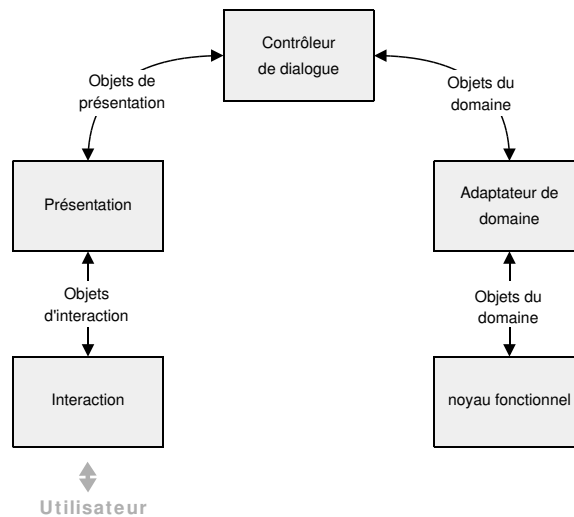 Contrôleur
de dialogue
Objets de
présentation
Objets du
domaine
Présentation
Adaptateur de
domaine
Objets
d'interaction
Objets du
domaine
Interaction
noyau fonctionnel
Utilisateur